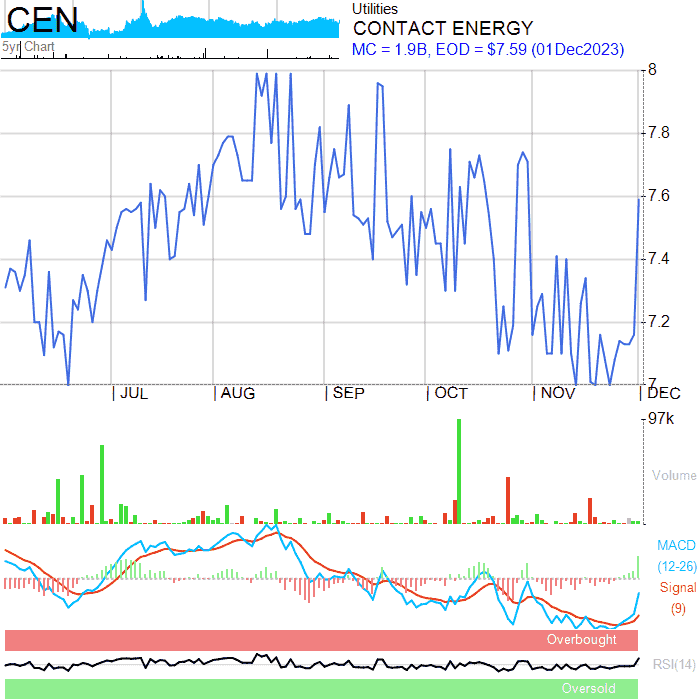 CEN
5yr Chart
Utilities
CONTACT ENERGY
MC = 1.9B, EOD = $7.59 (01Dec2023)
8
7.8
7.6
7.4
7.2
7
JUL AUG SEP OCT NOV DEC
97k
Volume
MACD
(12-26)
Signal
(9)
Overbought
RSI(14)
Oversold